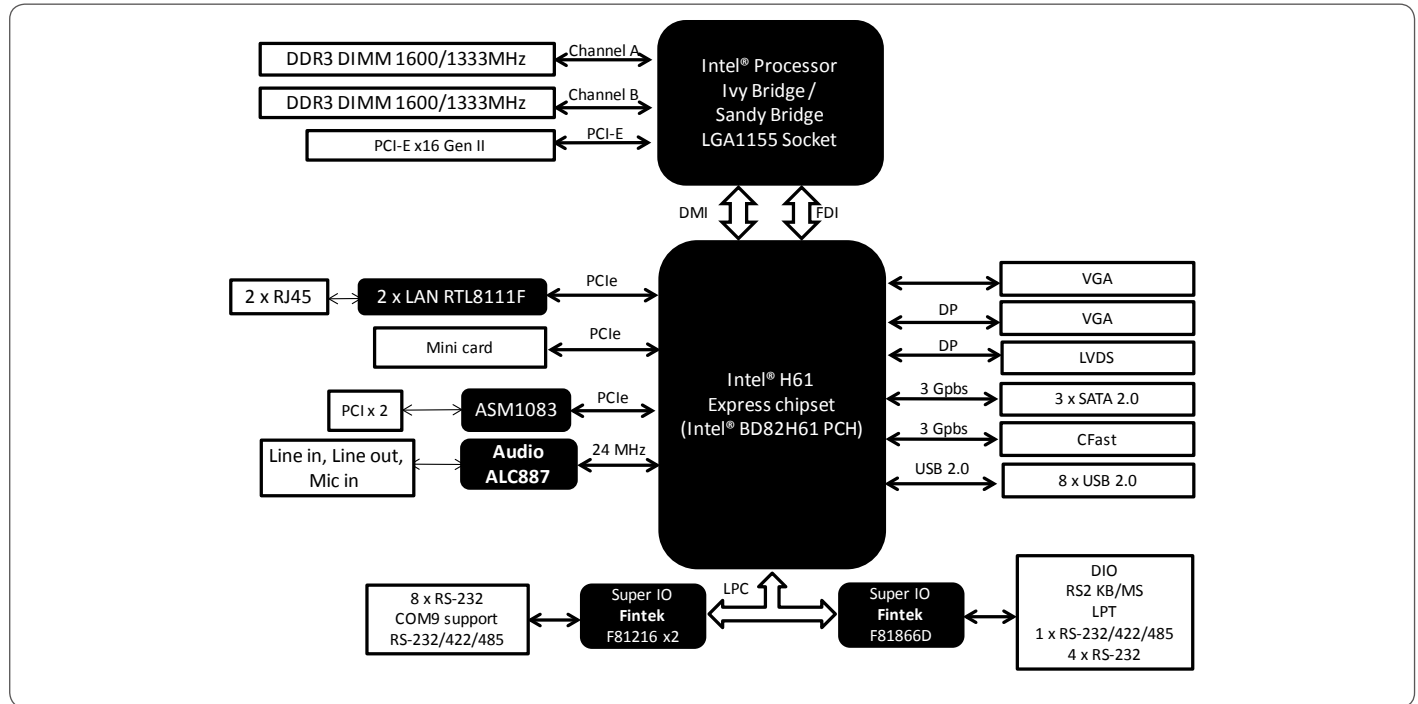 DDR3 DIMM 1600/1333MHz
Channel A
DDR3 DIMM 1600/1333MHz
Channel B
PCI-E x16 Gen II
PCI-E
Intel® Processor
Ivy Bridge /
Sandy Bridge
LGA1155 Socket
DMI
FDI
2 x RJ45
2 x LAN RTL8111F
PCIe
Mini card
PCIe
PCI x 2
ASM1083
PCIe
Line in, Line out,
Mic in
Audio
ALC887
24 MHz
Intel® H61
Express chipset
(Intel® BD82H61 PCH)
VGA
DP
VGA
DP
LVDS
3 Gpbs
3 x SATA 2.0
3 Gpbs
CFast
USB 2.0
8 x USB 2.0
LPC
8 x RS-232
COM9 support
RS-232/422/485
Super IO
Fintek
F81216 x2
Super IO
Fintek
F81866D
DIO
RS2 KB/MS
LPT
1 x RS-232/422/485
4 x RS-232